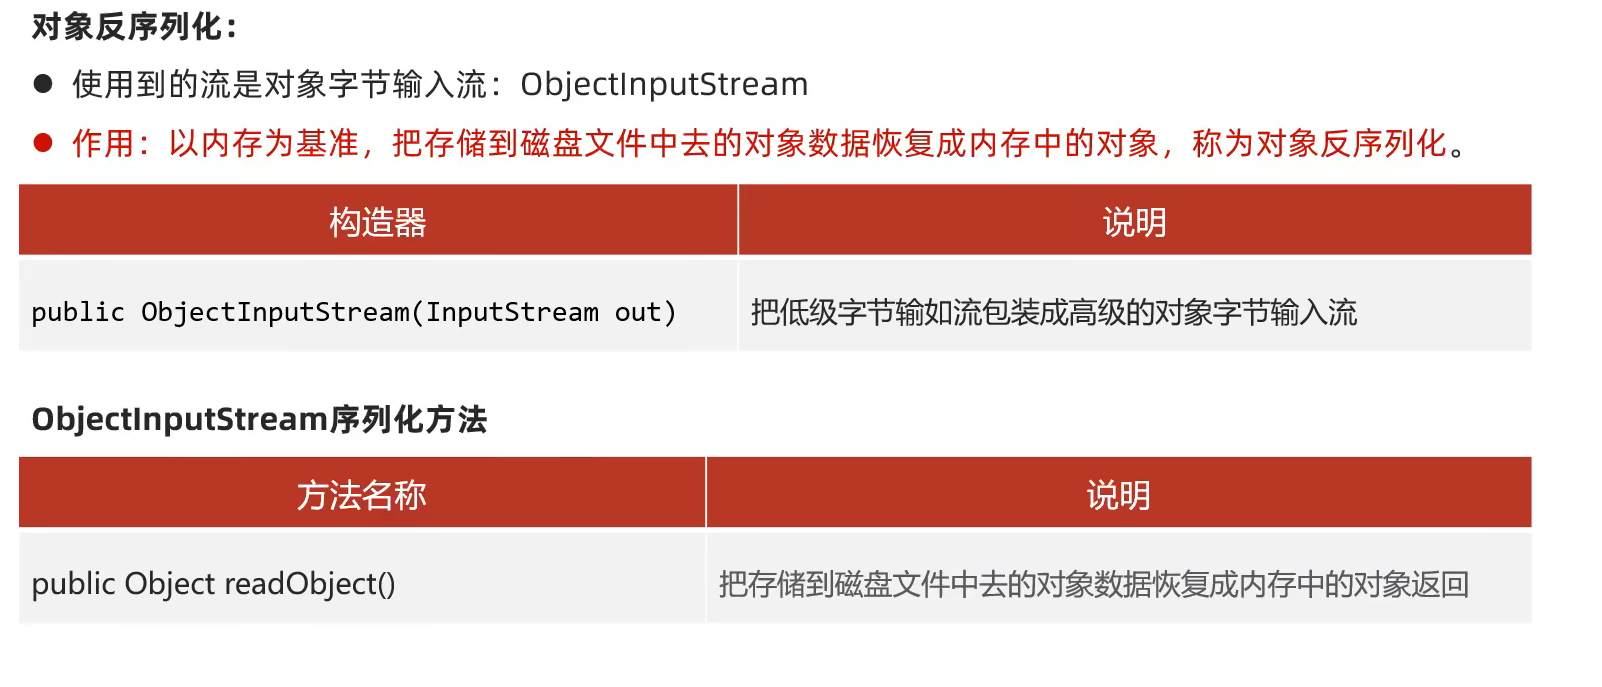 对象反序列化：
● 使用到的流是对象字节输入流：ObjectInputStream
● 作用：以内存为基准，把存储到磁盘文件中去的对象数据恢复成内存中的对象，称为对象反序列化。
构造器 说明
public ObjectInputStream(InputStream out) 把低级字节输如流包装成高级的对象字节输入流
ObjectInputStream序列化方法
方法名称 说明
public Object readObject() 把存储到磁盘文件中去的对象数据恢复成内存中的对象返回